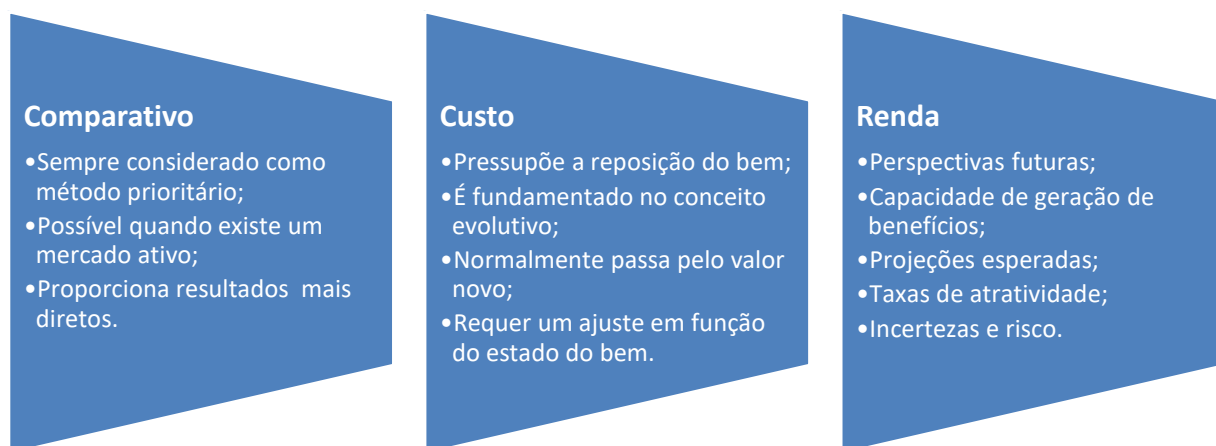 Comparativo
•Sempre considerado como
método prioritário;
•Possível quando existe um
mercado ativo;
•Proporciona resultados  mais
diretos.
Custo
•Pressupõe a reposição do bem;
•É fundamentado no conceito
evolutivo;
•Normalmente passa pelo valor
novo;
•Requer um ajuste em função
do estado do bem.
Renda
•Perspectivas futuras;
•Capacidade de geração de
benefícios;
•Projeções esperadas;
•Taxas de atratividade;
•Incertezas e risco.